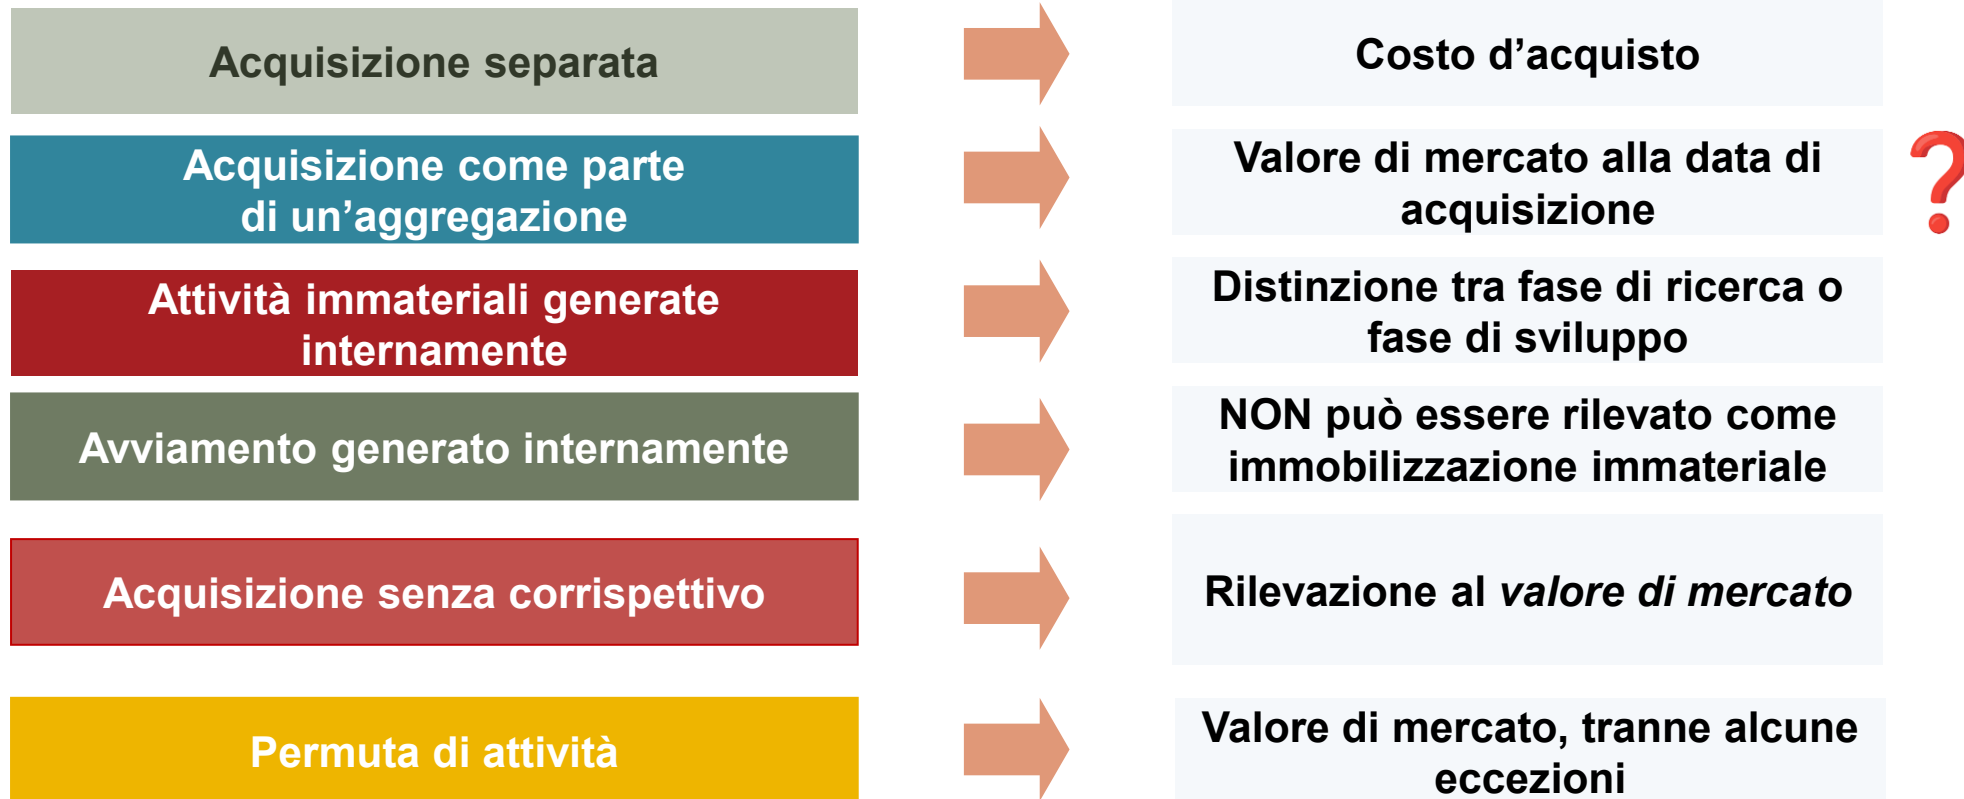 Acquisizione separata
Costo d’acquisto
Acquisizione come parte
di un’aggregazione
Valore di mercato alla data di
acquisizione
❓
Attività immateriali generate
internamente
Distinzione tra fase di ricerca o
fase di sviluppo
Avviamento generato internamente
NON può essere rilevato come
immobilizzazione immateriale
Acquisizione senza corrispettivo
Rilevazione al valore di mercato
Permuta di attività
Valore di mercato, tranne alcune
eccezioni